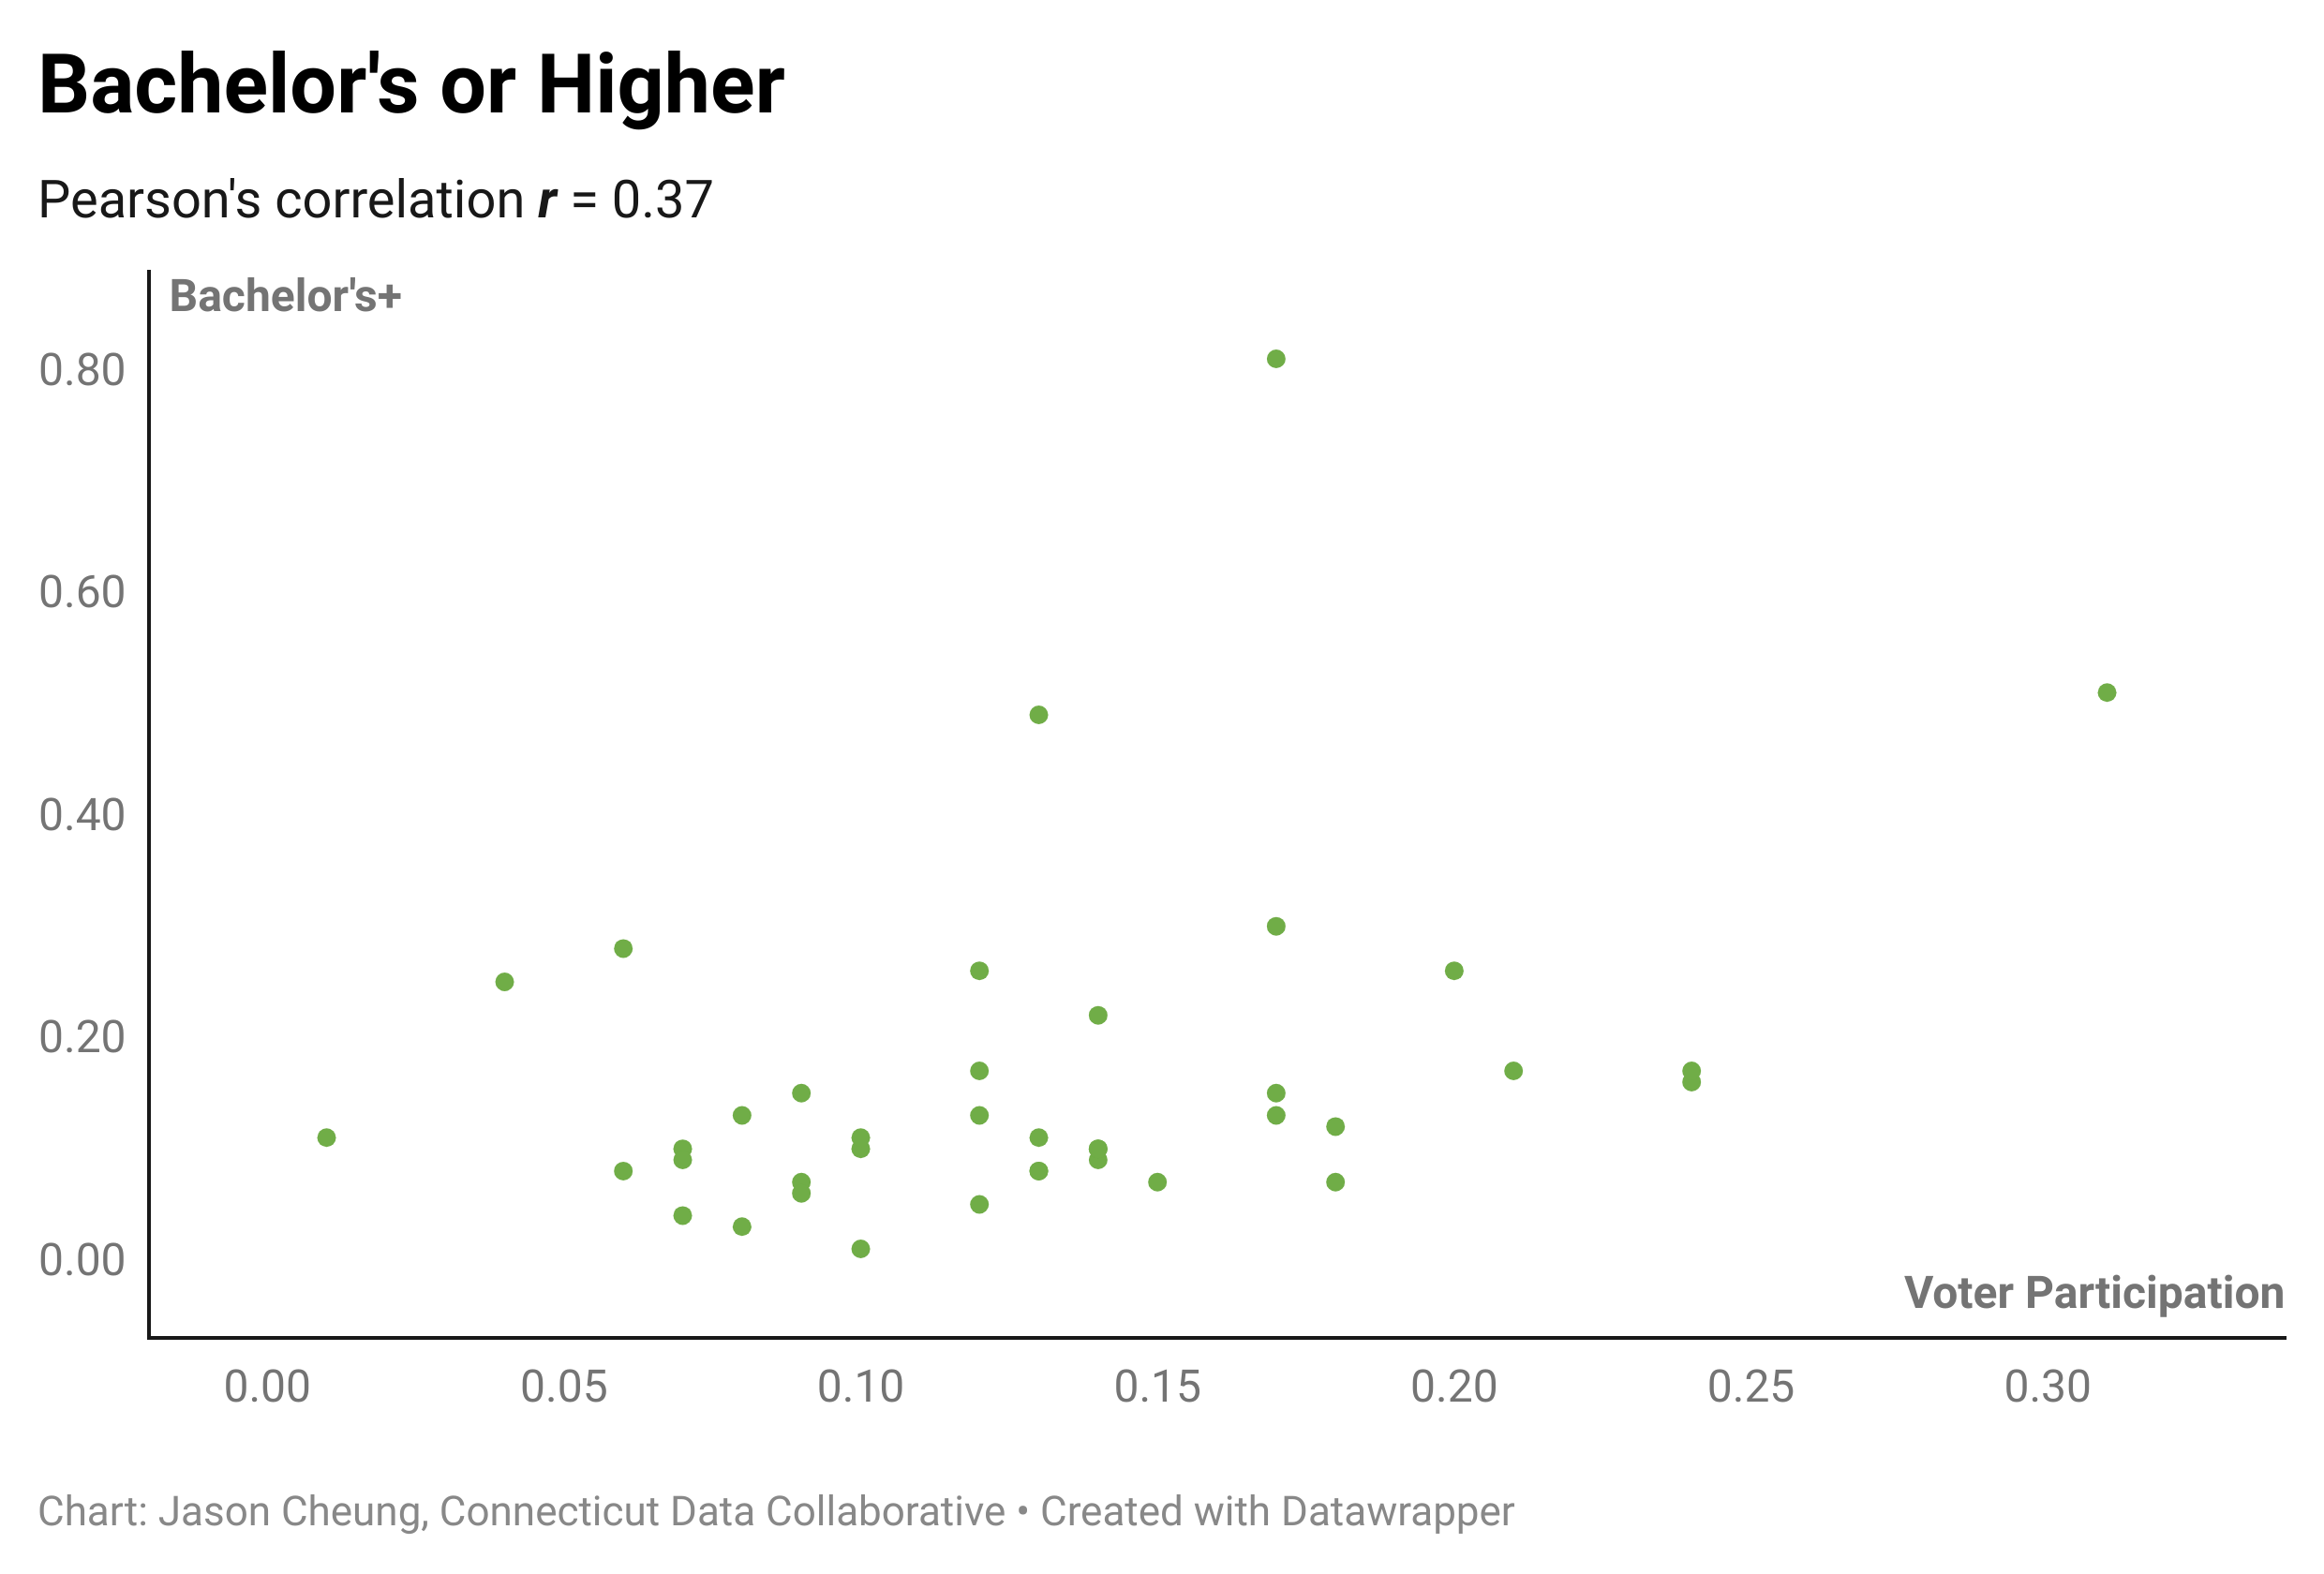 Bachelor's or Higher
Pearson's correlation r = 0.37
Bachelor's+
0.80
0.60
0.40
0.20
0.00
Voter Participation
0.00 0.05 0.10 0.15 0.20 0.25 0.30
Chart: Jason Cheung, Connecticut Data Collaborative • Created with Datawrapper